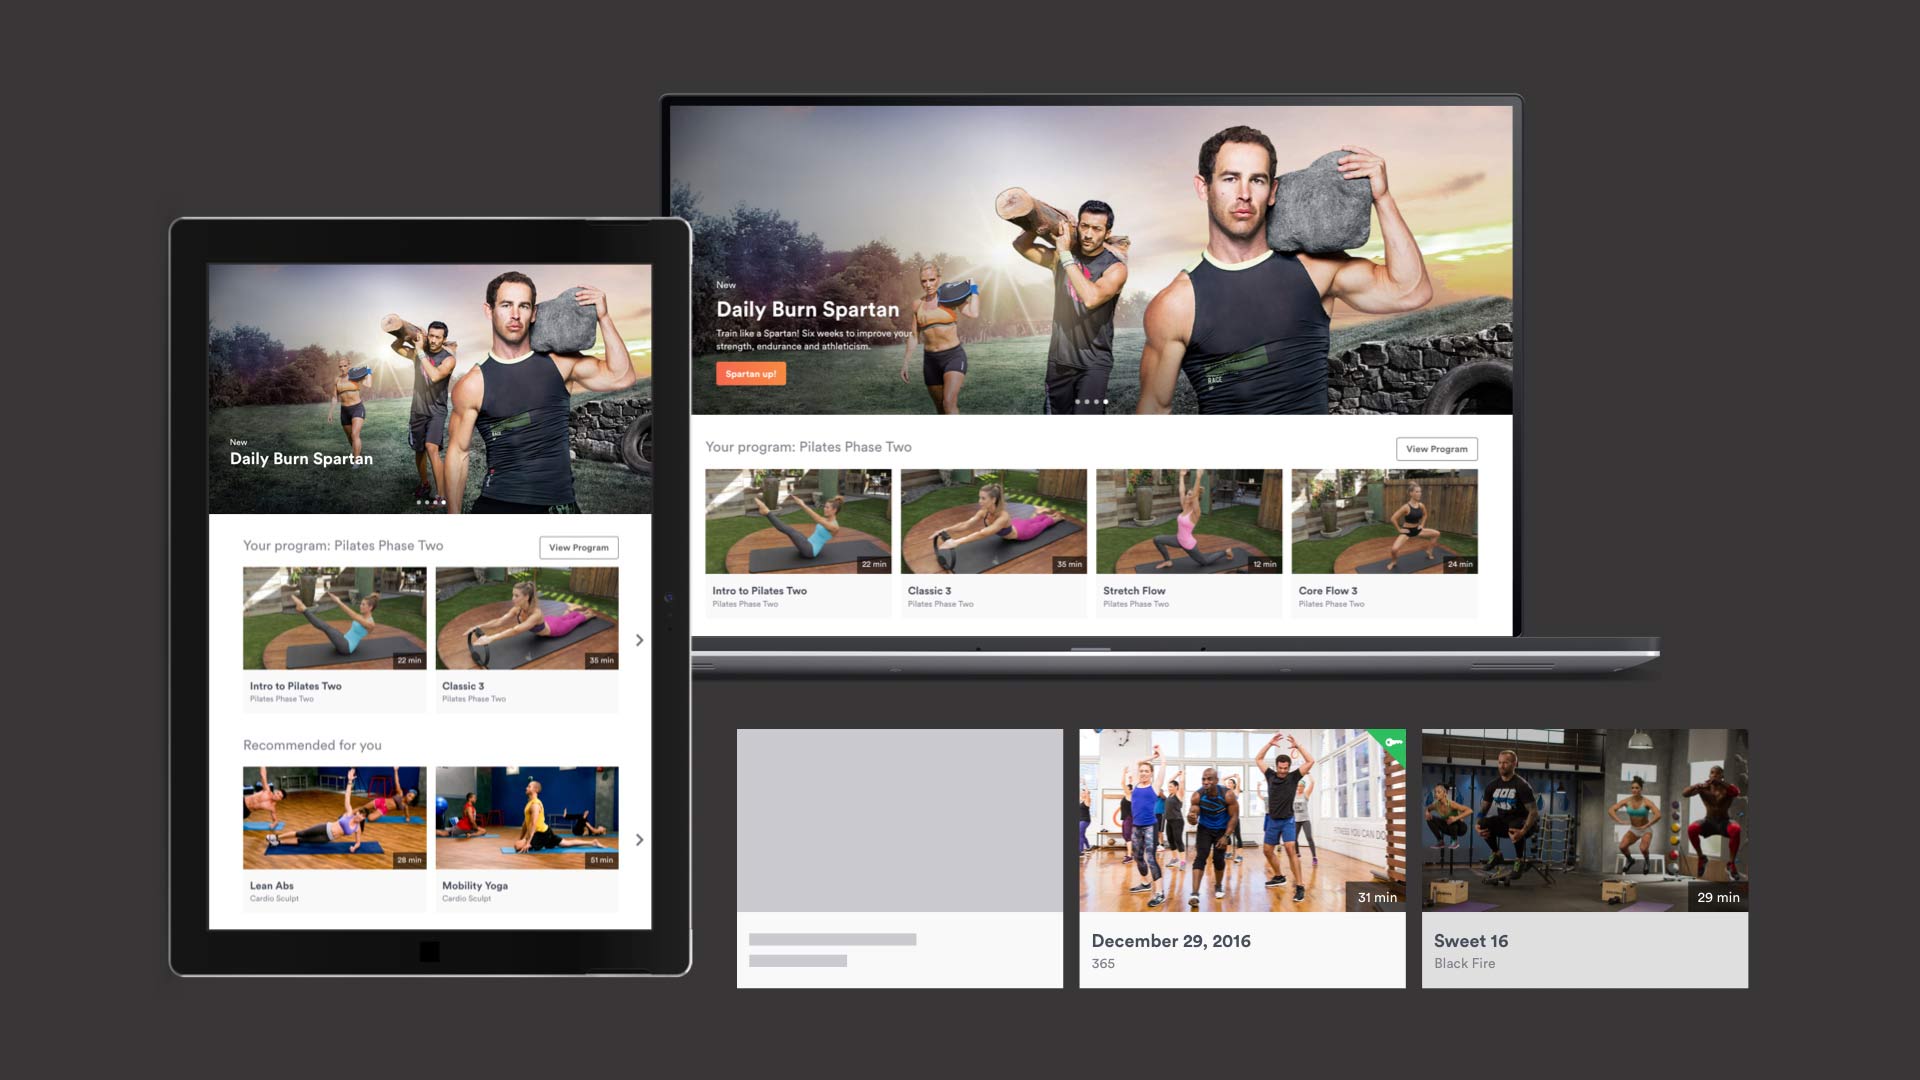 New
Daily Burn Spartan
Train like a Spartan! Six weeks to improve your
strength, endurance and athleticism.
Spartan up!
RACE
Your program: Pilates Phase Two
View Program
22 min
35 min
12 min
24 min
Intro to Pilates Two
Classic 3
Stretch Flow
Core Flow 3
Pilates Phase Two
Pilates Phase Two
Pilates Phase Two
Pilates Phase Two
New
Daily Burn Spartan
Your program: Pilates Phase Two
View Program
22 min
35 min
Intro to Pilates Two
Classic 3
Pilates Phase Two
Pilates Phase Two
Recommended for you
28 min
51 min
Lean Abs
Mobility Yoga
Cardio Sculpt
Cardio Sculpt
FITNESS YOU CAN DO
31 min
29 min
December 29, 2016
365
Sweet 16
Black Fire